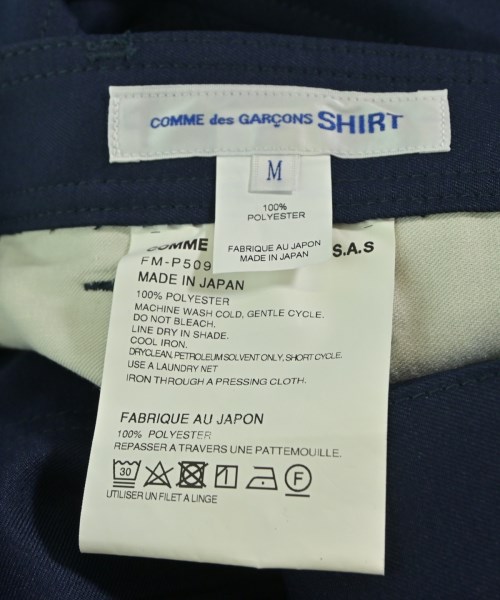 COMME des GARÇONS SHIRT
M
100%
POLYESTER
FABRIQUE AU JAPON
MADE IN JAPAN
COMME S.A.S
FM-P509
MADE IN JAPAN
100% POLYESTER
MACHINE WASH COLD, GENTLE CYCLE.
DO NOT BLEACH.
LINE DRY IN SHADE.
COOL IRON.
DRYCLEAN, PETROLEUM SOLVENT ONLY, SHORT CYCLE.
USE A LAUNDRY NET
IRON THROUGH A PRESSING CLOTH.
FABRIQUE AU JAPON
100% POLYESTER
REPASSER A TRAVERS UNE PATTEMOUILLE.
30 F
UTILISER UN FILET A LINGE